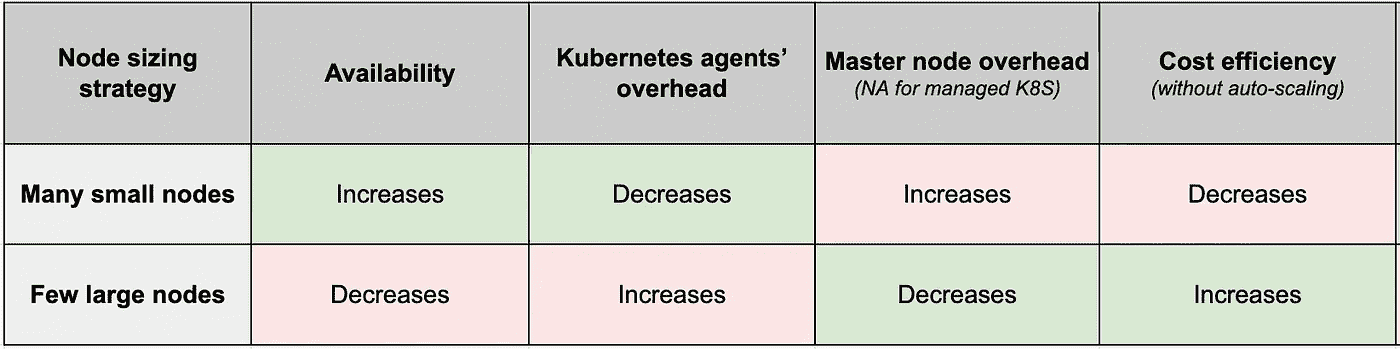 Node sizing
strategy
Availability
Kubernetes agents’
overhead
Master node overhead
(NA for managed K8S)
Cost efficiency
(without auto-scaling)
Many small nodes
Increases
Decreases
Increases
Decreases
Few large nodes
Decreases
Increases
Decreases
Increases